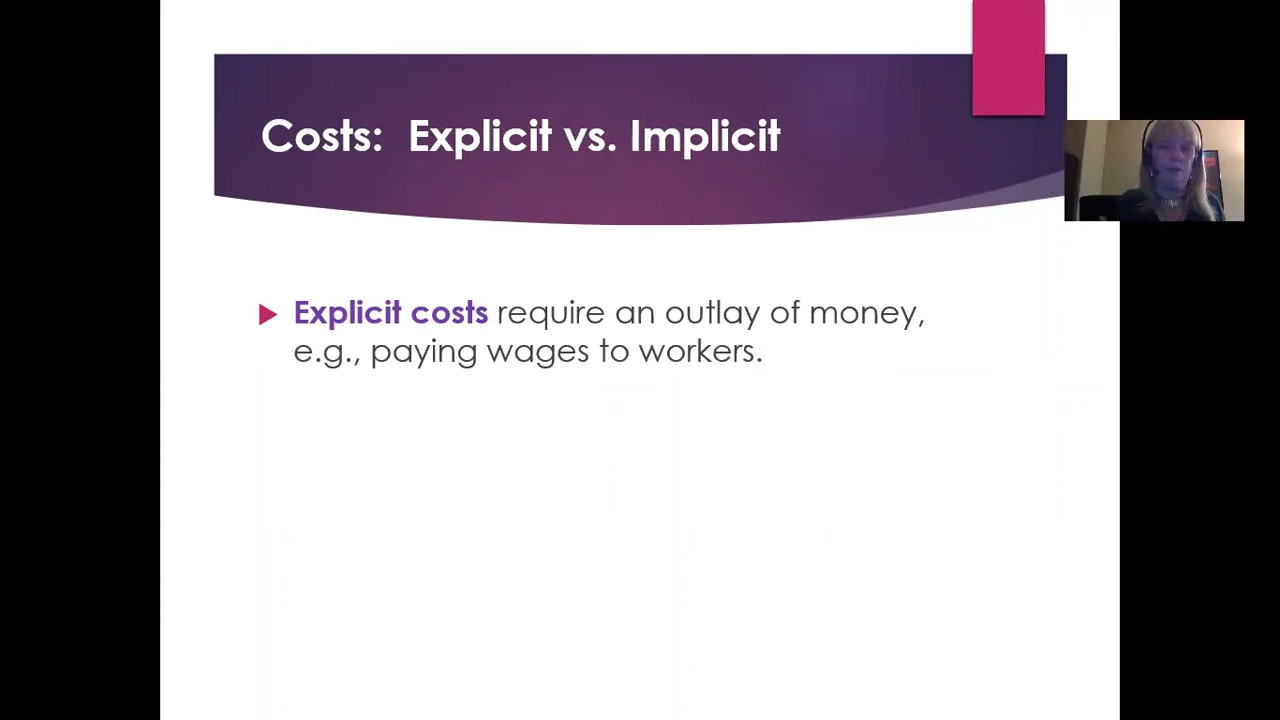 Costs:  Explicit vs. Implicit
Explicit costs require an outlay of money,
e.g., paying wages to workers.